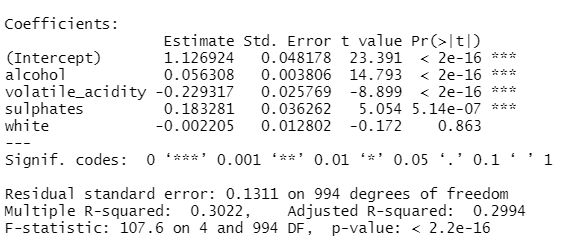 Coefficients:
                  Estimate Std. Error t value Pr(>|t|)
(Intercept)       1.126924   0.048178  23.391  < 2e-16 ***
alcohol           0.056308   0.003806  14.793  < 2e-16 ***
volatile_acidity -0.229317   0.025769  -8.899  < 2e-16 ***
sulphates         0.183281   0.036262   5.054 5.14e-07 ***
white            -0.002205   0.012802  -0.172    0.863
---
Signif. codes:  0 ‘***’ 0.001 ‘**’ 0.01 ‘*’ 0.05 ‘.’ 0.1 ‘ ’ 1
Residual standard error: 0.1311 on 994 degrees of freedom
Multiple R-squared:  0.3022,    Adjusted R-squared:  0.2994
F-statistic: 107.6 on 4 and 994 DF,  p-value: < 2.2e-16